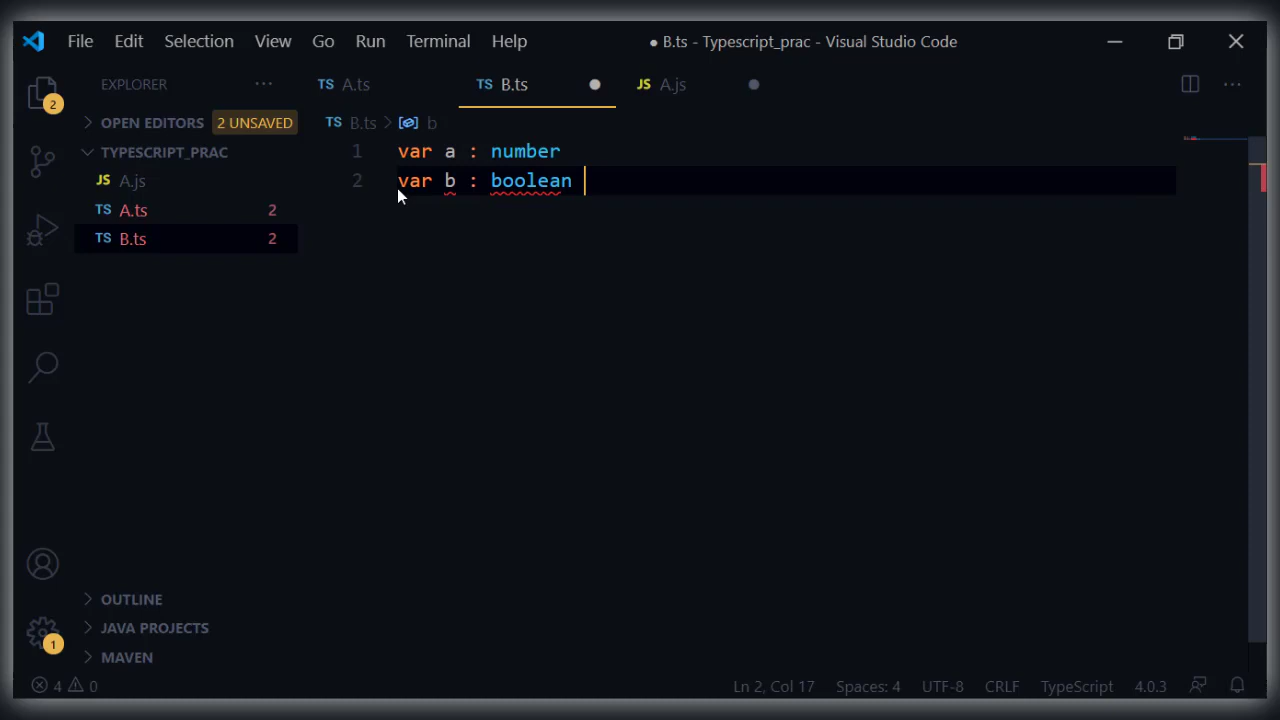 File Edit Selection View Go Run Terminal Help ● B.ts - Typescript_prac - Visual Studio Code
EXPLORER ··· TS A.ts TS B.ts JS A.js ···
2
OPEN EDITORS 2 UNSAVED TS B.ts > b
TYPESCRIPT_PRAC
JS A.js
TS A.ts 2
TS B.ts 2
1 var a : number
2 var b : boolean
OUTLINE
JAVA PROJECTS
1
MAVEN
4 0 Ln 2, Col 17 Spaces: 4 UTF-8 CRLF TypeScript 4.0.3